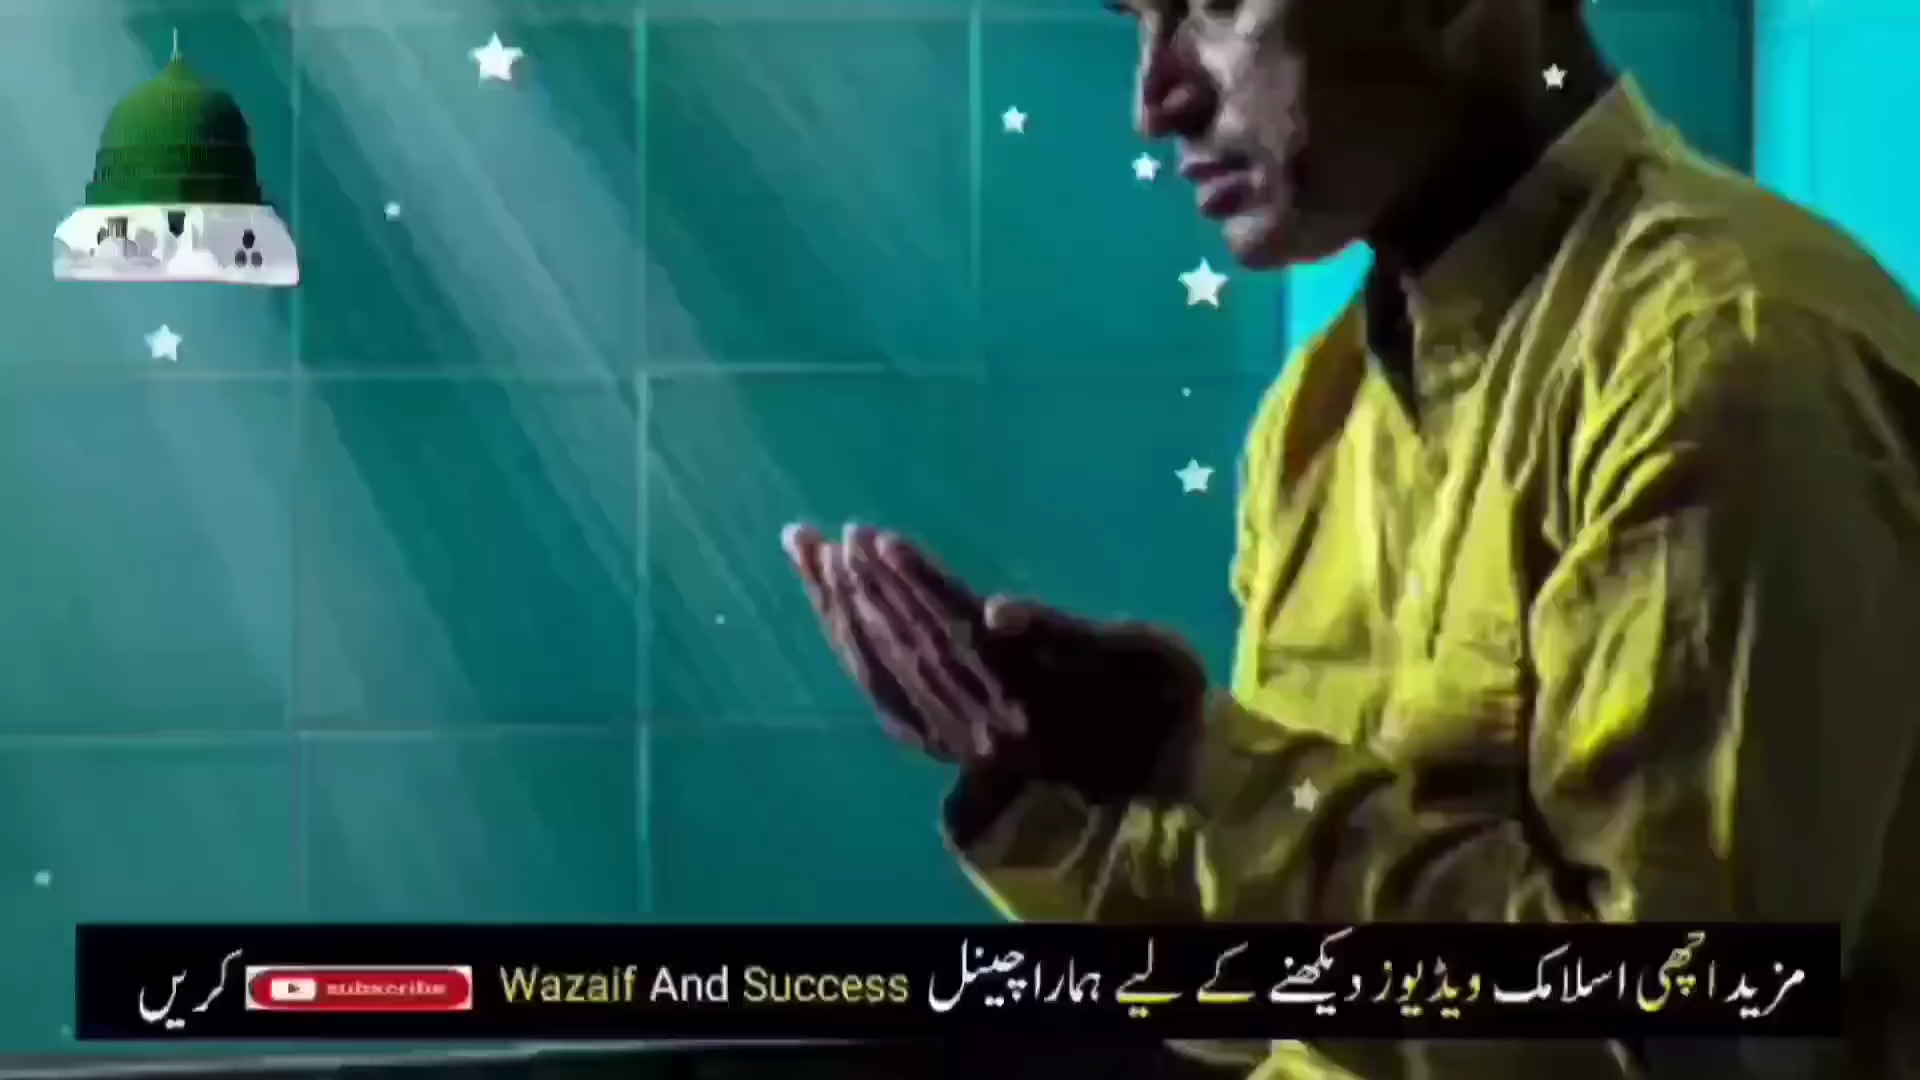 مزید اچھی اسلامک ویڈیوز دیکھنے کے لیے ہمارا چینل Wazaif And Success subscribe کریں